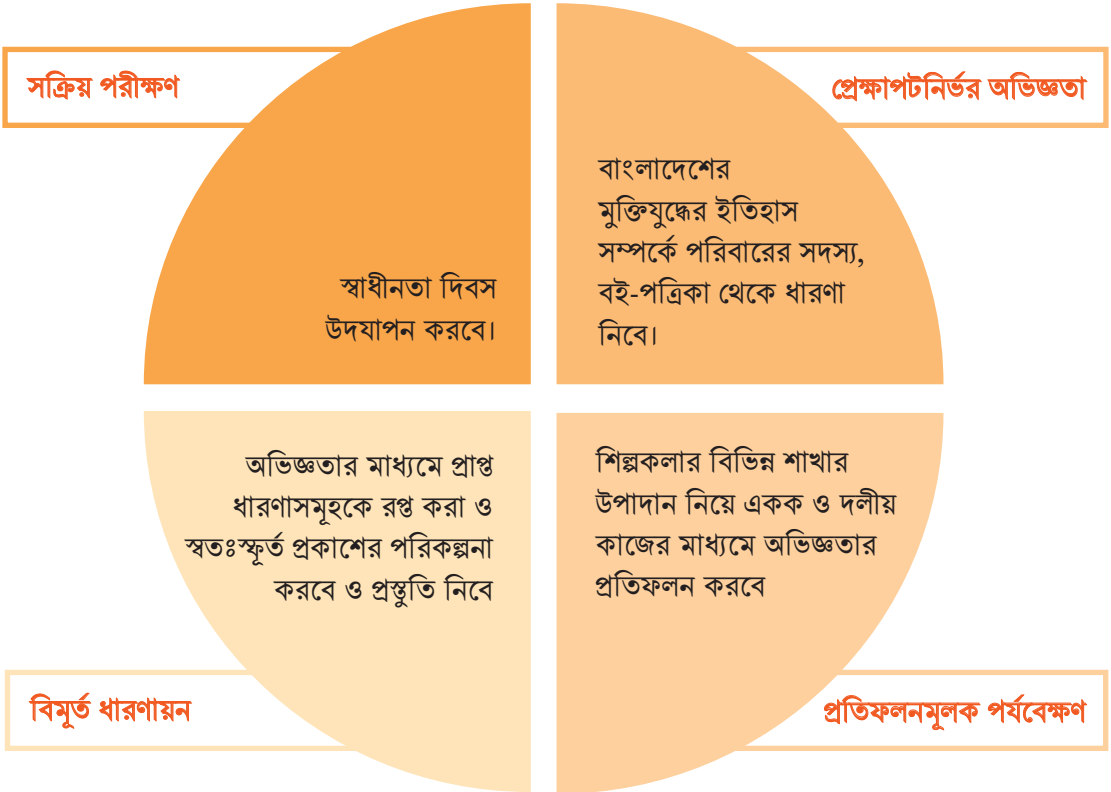 সক্রিয় পরীক্ষণ
প্রেক্ষাপটনির্ভর অভিজ্ঞতা
বাংলাদেশের
মুক্তিযুদ্ধের ইতিহাস
সম্পর্কে পরিবারের সদস্য,
বই-পত্রিকা থেকে ধারণা
নিবে।
স্বাধীনতা দিবস
উদযাপন করবে।
অভিজ্ঞতার মাধ্যমে প্রাপ্ত
ধারণাসমূহকে রপ্ত করা ও
স্বতঃস্ফূর্ত প্রকাশের পরিকল্পনা
করবে ও প্রস্তুতি নিবে
শিল্পকলার বিভিন্ন শাখার
উপাদান নিয়ে একক ও দলীয়
কাজের মাধ্যমে অভিজ্ঞতার
প্রতিফলন করবে
বিমূর্ত ধারণায়ন
প্রতিফলনমূলক পর্যবেক্ষণ